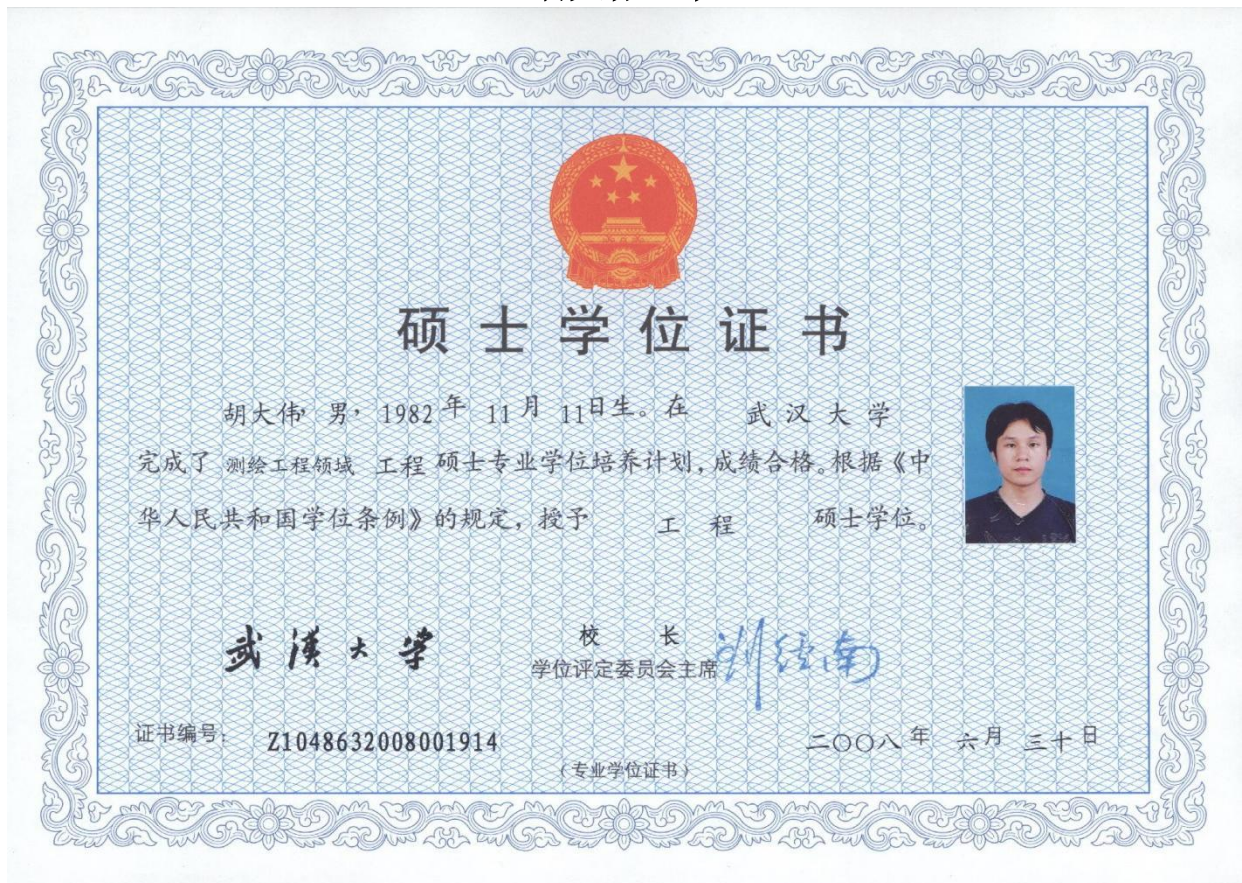 硕士学位证书
胡大伟，男，1982年 11月 11日生。在 武汉大学
完成了 测绘工程领域 工程 硕士专业学位培养计划，成绩合格。根据《中
华人民共和国学位条例》的规定，授予 工程 硕士学位。
武漢大学
校 长
学位评定委员会主席
刘经南
证书编号： Z1048632008001914
二〇〇八年 六月 三十日
（专业学位证书）